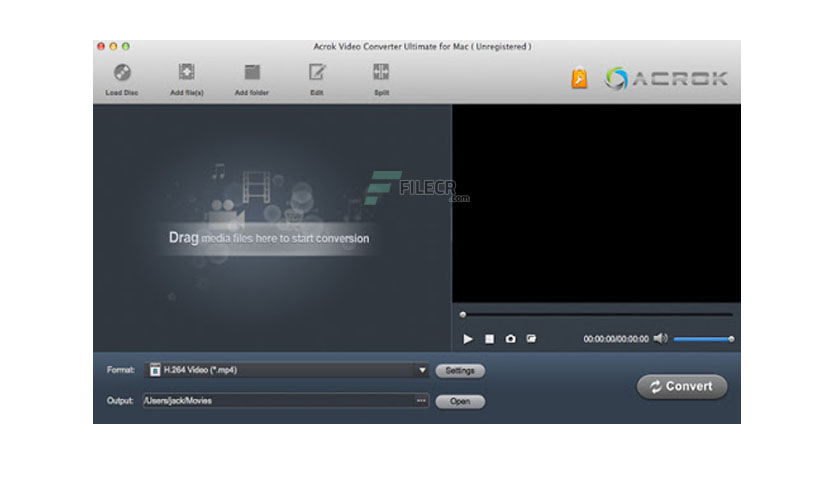 Acrok Video Converter Ultimate for Mac ( Unregistered )
Load Disc Add file(s) Add folder Edit Split
ACROK
FILECR
.com
Drag media files here to start conversion
00:00:00/00:00:00
Format: H.264 Video (*.mp4) Settings
Convert
Output: /Users/jack/Movies ... Open